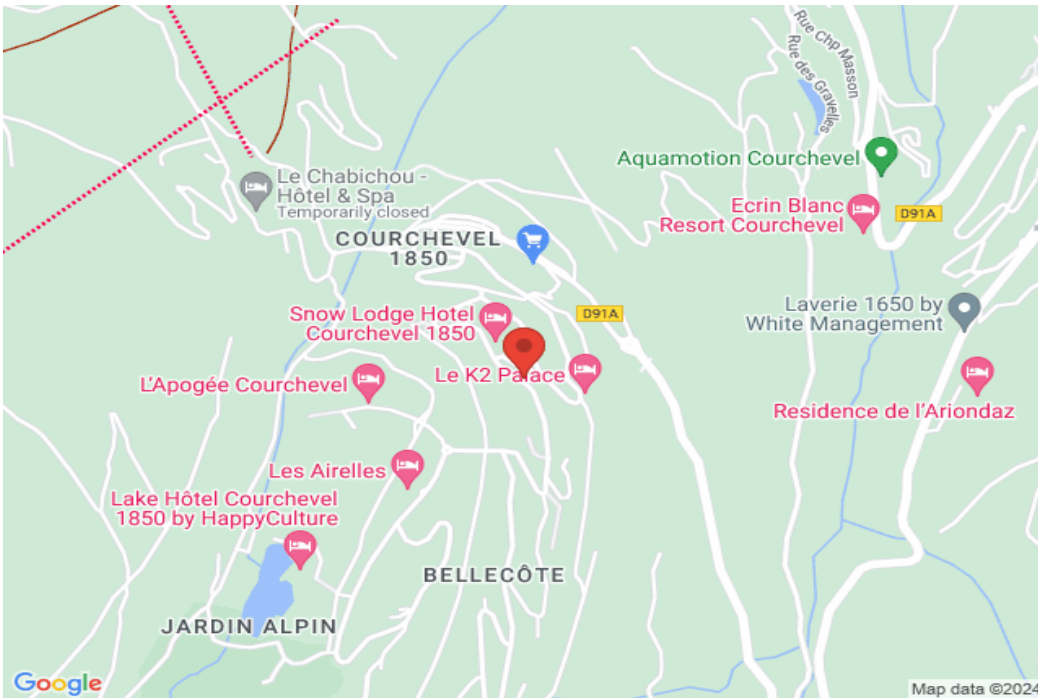 Rue Chp Masson
Rue des Gravelles
Aquamotion Courchevel
Le Chabichou -
Hôtel & Spa
Temporarily closed
Ecrin Blanc
Resort Courchevel
D91A
COURCHEVEL
1850
Snow Lodge Hotel
Courchevel 1850
D91A
Laverie 1650 by
White Management
L'Apogée Courchevel
Le K2 Palace
Residence de l'Ariondaz
Les Airelles
Lake Hôtel Courchevel
1850 by HappyCulture
BELLECÔTE
JARDIN ALPIN
Google
Map data ©2024